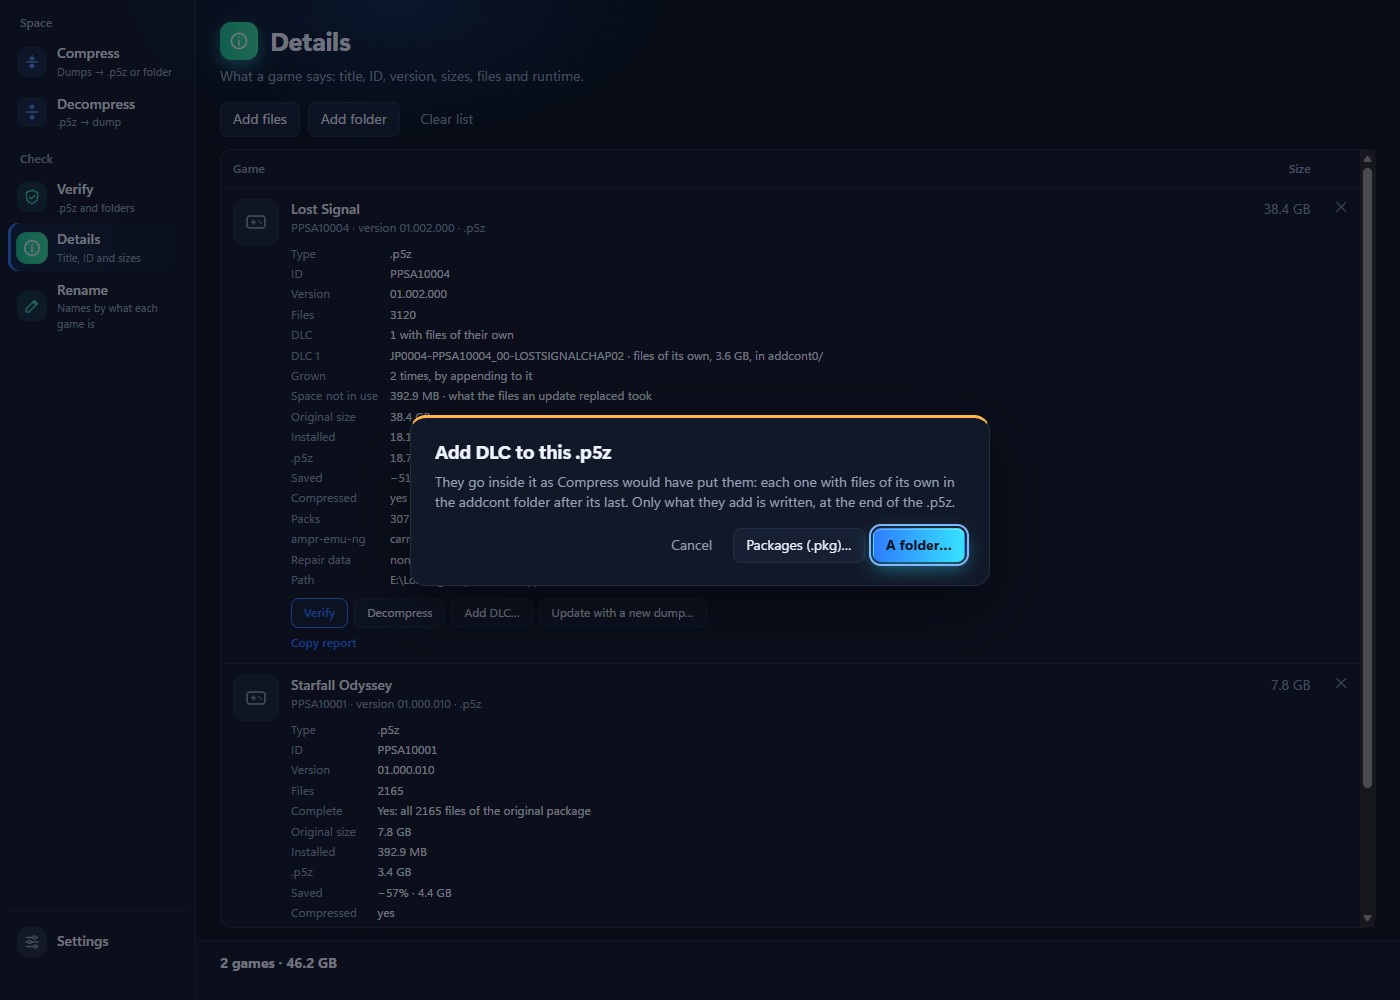 Space
Compress
Dumps → .p5z or folder
Decompress
.p5z → dump
Check
Verify
.p5z and folders
Details
Title, ID and sizes
Rename
Names by what each
game is
Settings
Details
What a game says: title, ID, version, sizes, files and runtime.
Add files
Add folder
Clear list
Game
Size
Lost Signal
38.4 GB
PPSA10004 · version 01.002.000 · .p5z
Type .p5z
ID PPSA10004
Version 01.002.000
Files 3120
DLC 1 with files of their own
DLC 1 JP0004-PPSA10004_00-LOSTSIGNALCHAP02 · files of its own, 3.6 GB, in addcont0/
Grown 2 times, by appending to it
Space not in use 392.9 MB · what the files an update replaced took
Original size 38.4 GB
Installed 18.1
.p5z 18.7
Saved −51
Compressed yes
Packs 307
ampr-emu-ng
Repair data
Path
Add DLC to this .p5z
They go inside it as Compress would have put them: each one with files of its own in
the addcont folder after its last. Only what they add is written, at the end of the .p5z.
Cancel
Packages (.pkg)...
A folder...
Verify
Decompress
Add DLC...
Update with a new dump...
Copy report
Starfall Odyssey
7.8 GB
PPSA10001 · version 01.000.010 · .p5z
Type .p5z
ID PPSA10001
Version 01.000.010
Files 2165
Complete Yes: all 2165 files of the original package
Original size 7.8 GB
Installed 392.9 MB
.p5z 3.4 GB
Saved −57% · 4.4 GB
Compressed yes
2 games · 46.2 GB